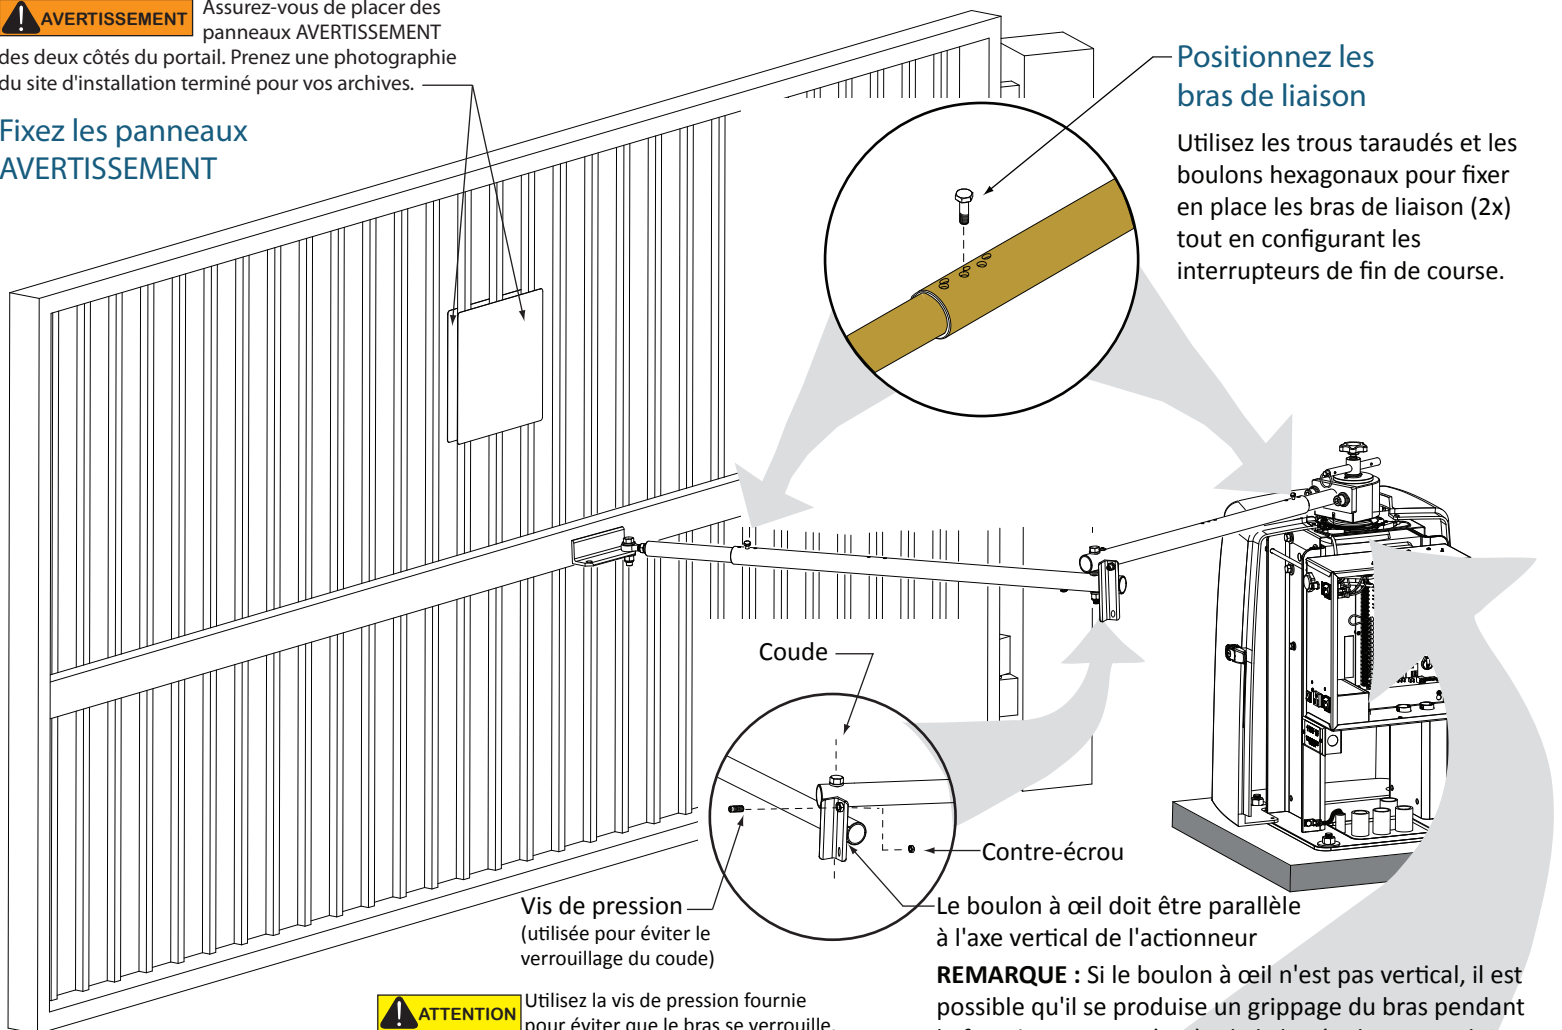 AVERTISSEMENT Assurez-vous de placer des
panneaux AVERTISSEMENT
des deux côtés du portail. Prenez une photographie
du site d'installation terminé pour vos archives.
Fixez les panneaux
AVERTISSEMENT
Positionnez les
bras de liaison
Utilisez les trous taraudés et les
boulons hexagonaux pour fixer
en place les bras de liaison (2x)
tout en configurant les
interrupteurs de fin de course.
Coude
Contre-écrou
Vis de pression
(utilisée pour éviter le
verrouillage du coude)
Le boulon à œil doit être parallèle
à l'axe vertical de l'actionneur
REMARQUE : Si le boulon à œil n'est pas vertical, il est
possible qu'il se produise un grippage du bras pendant
ATTENTION Utilisez la vis de pression fournie
pour éviter que le bras se verrouille.